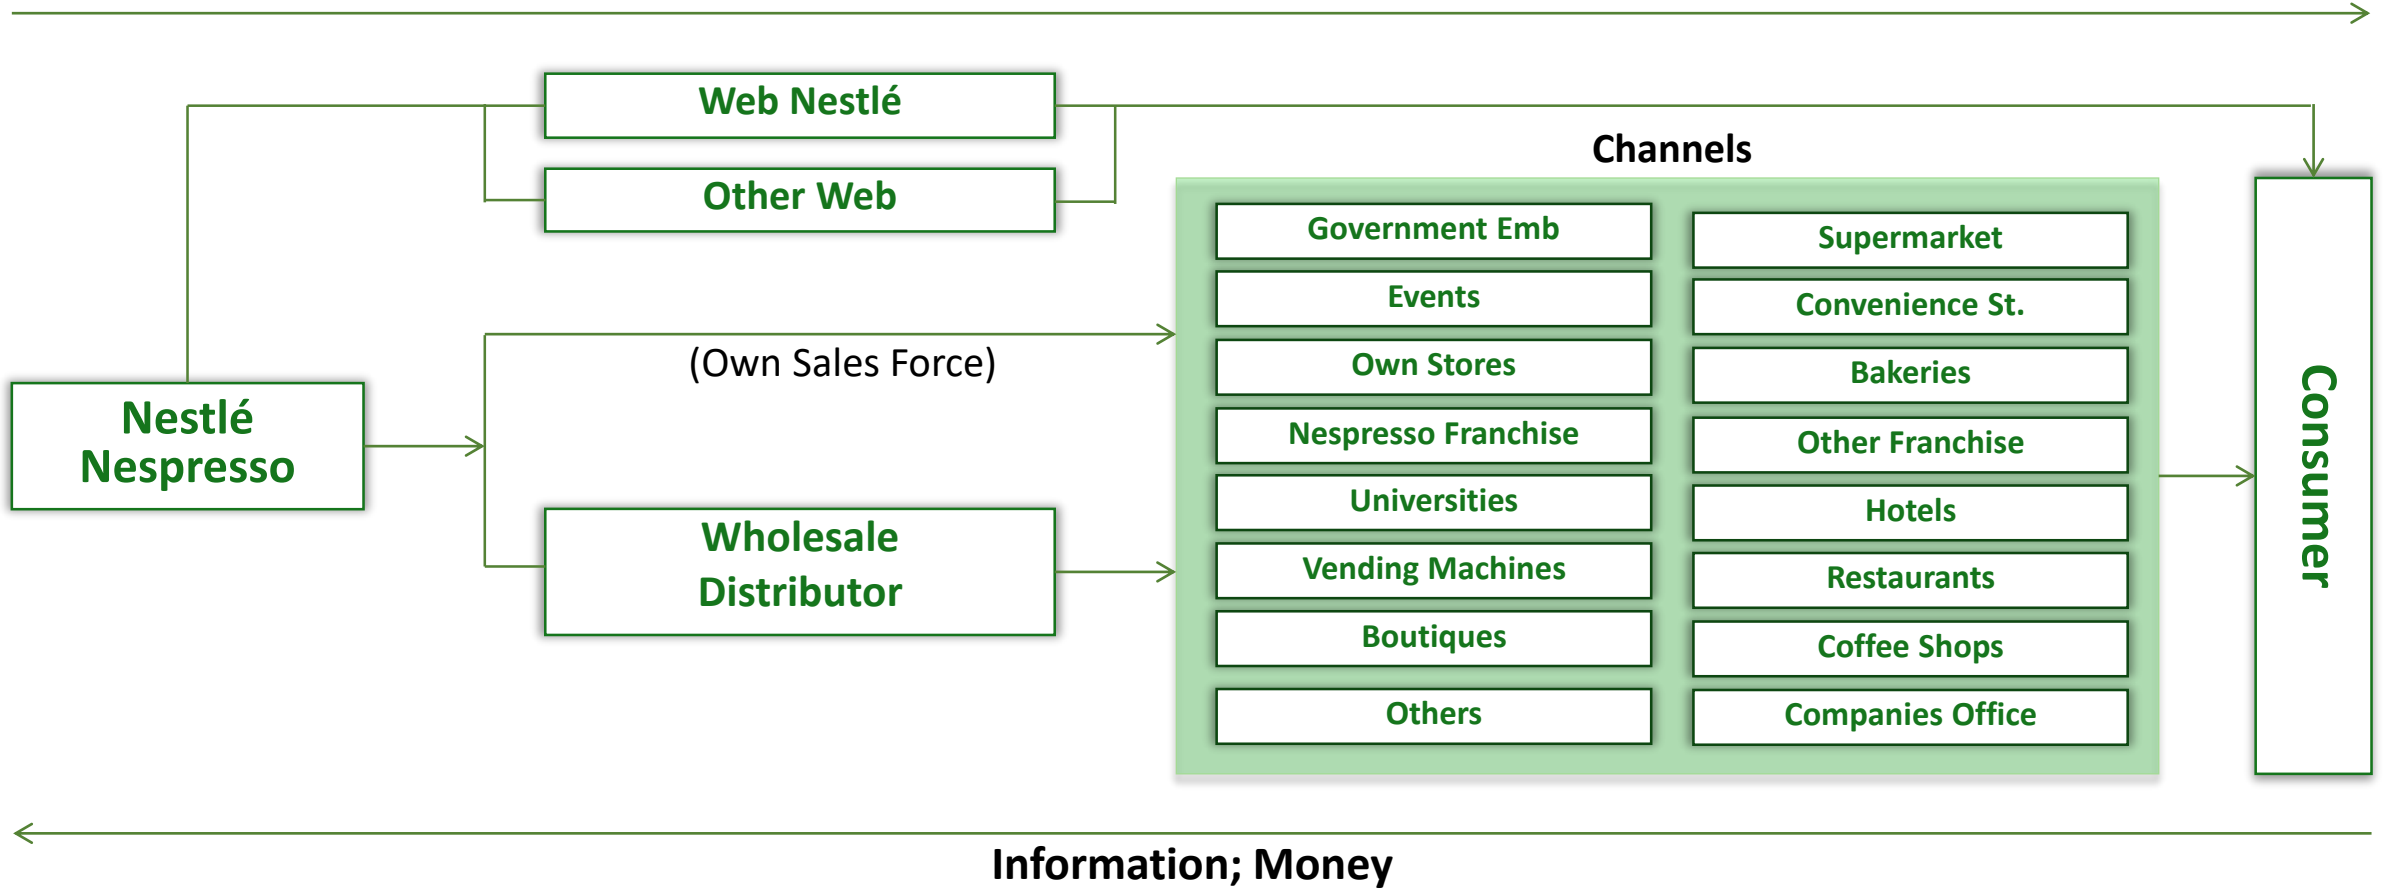 Web Nestlé
Other Web
Channels
Government Emb
Events
Own Stores
Nespresso Franchise
Universities
Vending Machines
Boutiques
Others
Supermarket
Convenience St.
Bakeries
Other Franchise
Hotels
Restaurants
Coffee Shops
Companies Office
(Own Sales Force)
Nestlé
Nespresso
Wholesale
Distributor
Consumer
Information; Money